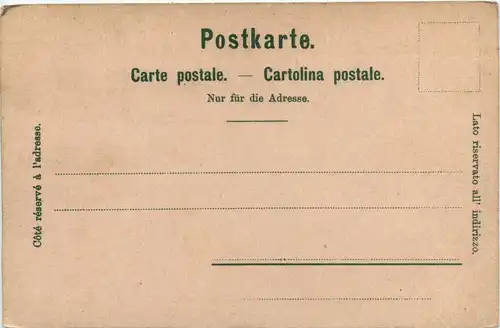 Postkarte.
Carte postale. — Cartolina postale.
Nur für die Adresse.
Côté réservé à l'adresse.
Lato riservato all' indirizzo.